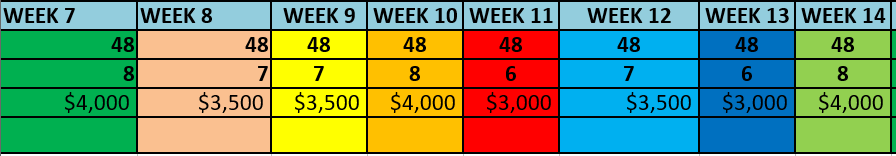 WEEK 7 WEEK 8 WEEK 9 WEEK 10 WEEK 11 WEEK 12 WEEK 13 WEEK 14
48 48 48 48 48 48 48 48
8 7 7 8 6 7 6 8
$4,000 $3,500 $3,500 $4,000 $3,000 $3,500 $3,000 $4,000